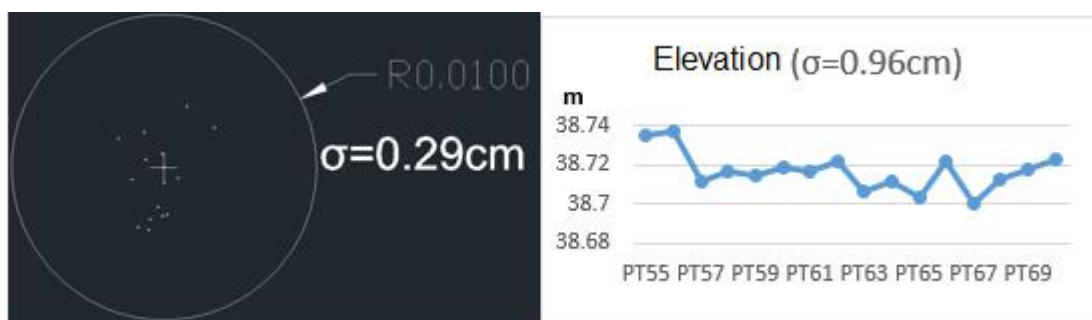 R0.0100
σ=0.29cm
Elevation (σ=0.96cm)
m
38.74
38.72
38.7
38.68
PT55 PT57 PT59 PT61 PT63 PT65 PT67 PT69